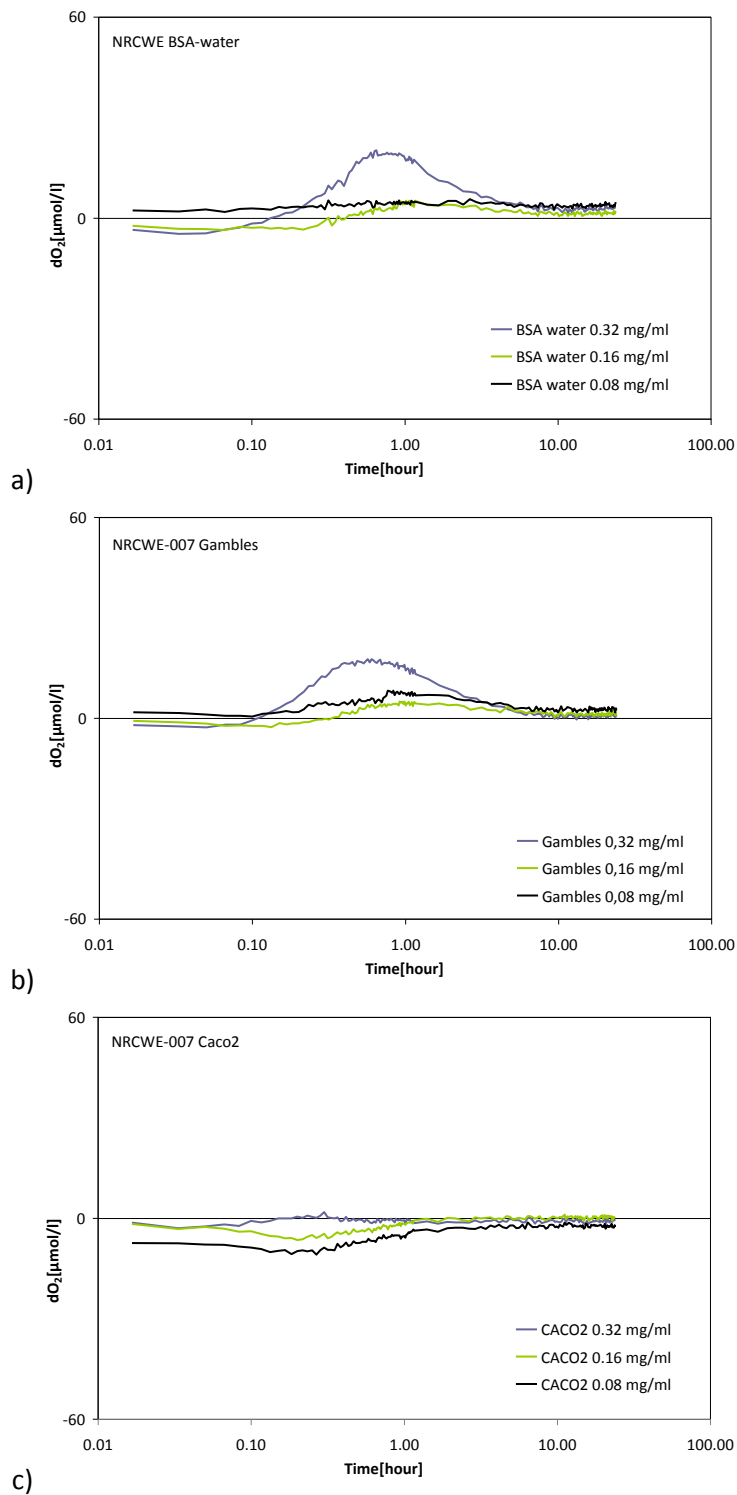 60
NRCWE BSA-water
dO₂[µmol/l]
0
BSA water 0.32 mg/ml
BSA water 0.16 mg/ml
BSA water 0.08 mg/ml
-60
0.01 0.10 1.00 10.00 100.00
Time[hour]
a)
60
NRCWE-007 Gambles
dO₂[µmol/l]
0
Gambles 0,32 mg/ml
Gambles 0,16 mg/ml
Gambles 0,08 mg/ml
-60
0.01 0.10 1.00 10.00 100.00
Time[hour]
b)
60
NRCWE-007 Caco2
dO₂[µmol/l]
0
CACO2 0.32 mg/ml
CACO2 0.16 mg/ml
CACO2 0.08 mg/ml
-60
0.01 0.10 1.00 10.00 100.00
Time[hour]
c)